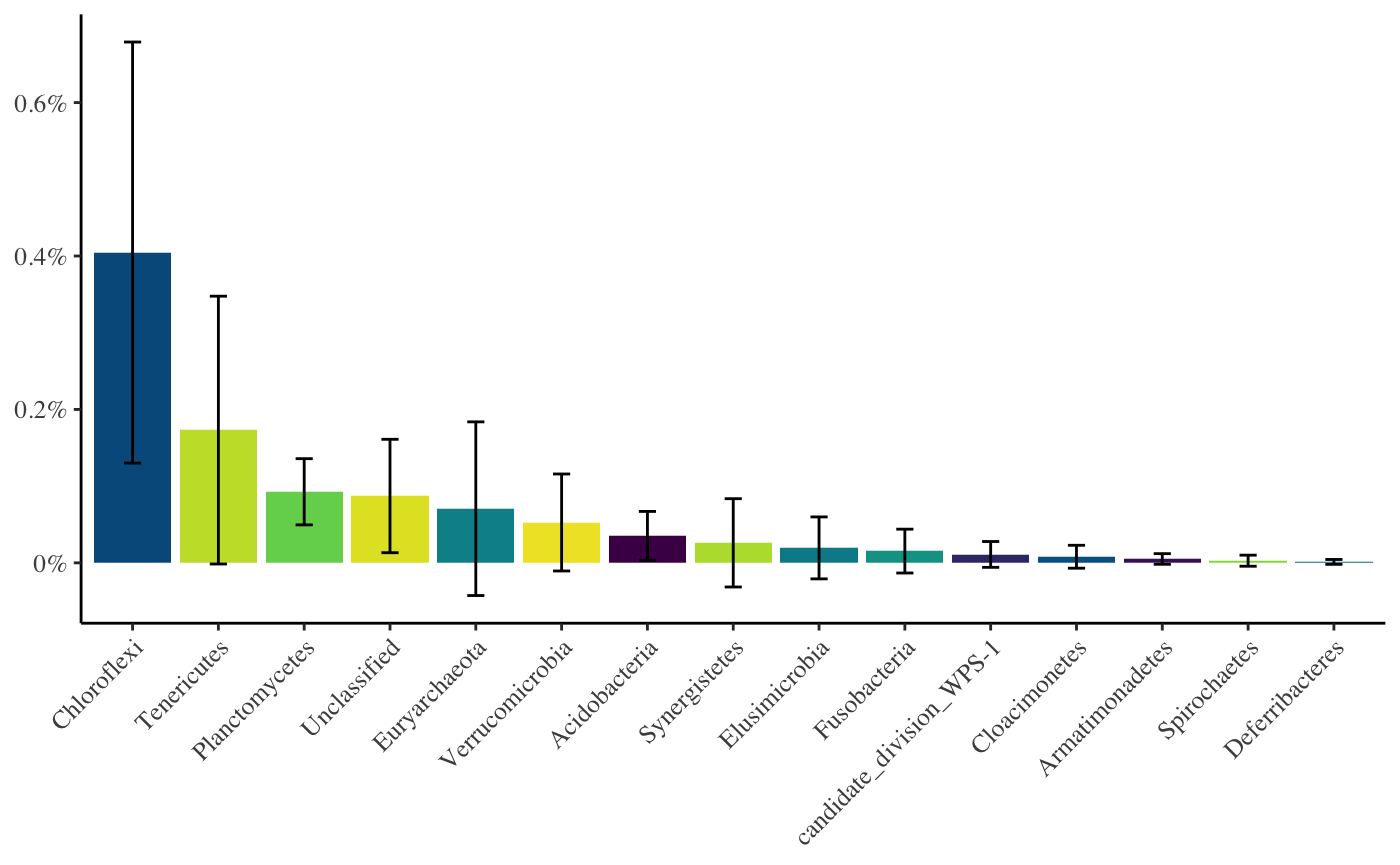 0.6%
0.4%
0.2%
0%
Chloroflexi
Tenericutes
Planctomycetes
Unclassified
Euryarchaeota
Verrucomicrobia
Acidobacteria
Synergistetes
Elusimicrobia
Fusobacteria
candidate_division_WPS-1
Cloacimonetes
Armatimonadetes
Spirochaetes
Deferribacteres